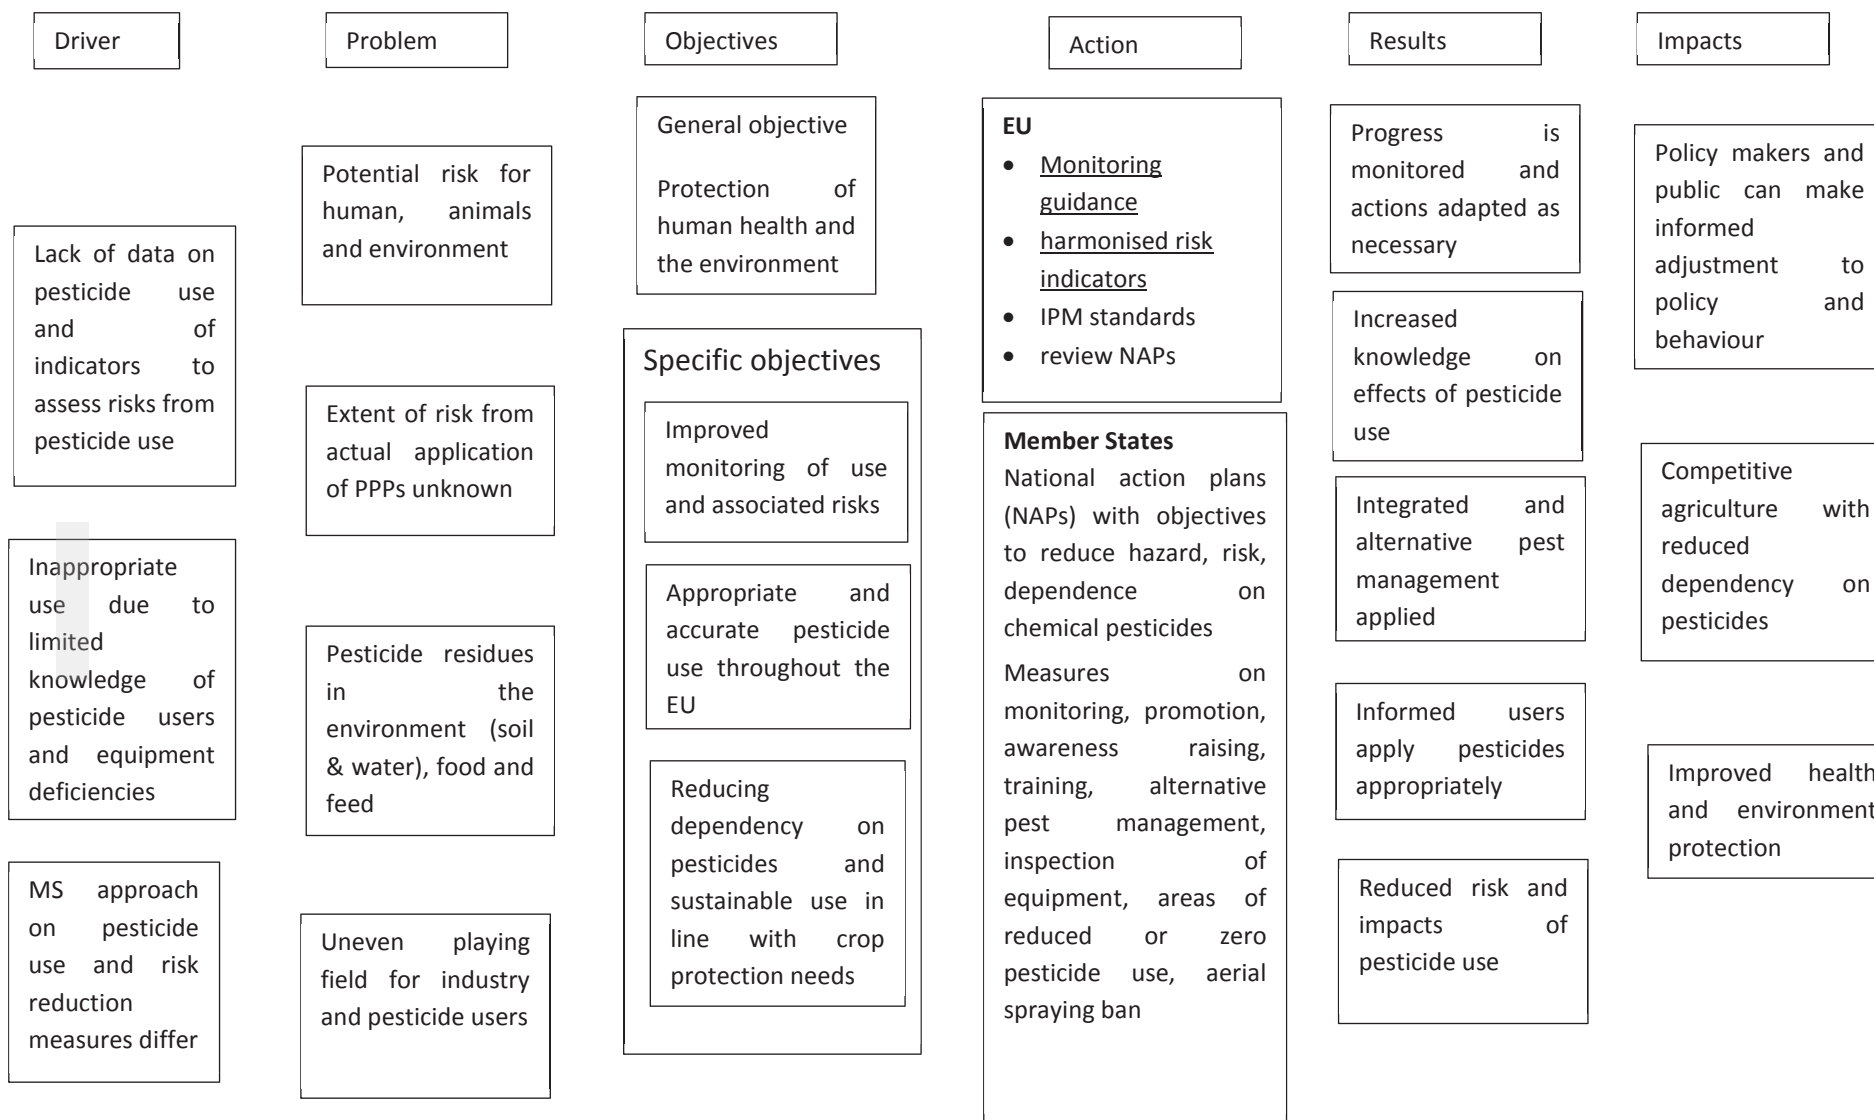 Driver
Problem
Objectives
Action
Results
Impacts
Lack of data on
pesticide use
and of
indicators to
assess risks from
pesticide use
Inappropriate
use due to
limited
knowledge of
pesticide users
and equipment
deficiencies
MS approach
on pesticide
use and risk
reduction
measures differ
Potential risk for
human, animals
and environment
Extent of risk from
actual application
of PPPs unknown
Pesticide residues
in the
environment (soil
& water), food and
feed
Uneven playing
field for industry
and pesticide users
General objective
Protection of
human health and
the environment
Specific objectives
Improved
monitoring of use
and associated risks
Appropriate and
accurate pesticide
use throughout the
EU
Reducing
dependency on
pesticides and
sustainable use in
line with crop
protection needs
EU
• Monitoring
guidance
• harmonised risk
indicators
• IPM standards
• review NAPs
Member States
National action plans
(NAPs) with objectives
to reduce hazard, risk,
dependence on
chemical pesticides
Measures on
monitoring, promotion,
awareness raising,
training, alternative
pest management,
inspection of
equipment, areas of
reduced or zero
pesticide use, aerial
spraying ban
Progress is
monitored and
actions adapted as
necessary
Increased
knowledge on
effects of pesticide
use
Integrated and
alternative pest
management
applied
Informed users
apply pesticides
appropriately
Reduced risk and
impacts of
pesticide use
Policy makers and
public can make
informed
adjustment to
policy and
behaviour
Competitive
agriculture with
reduced
dependency on
pesticides
Improved health
and environment
protection